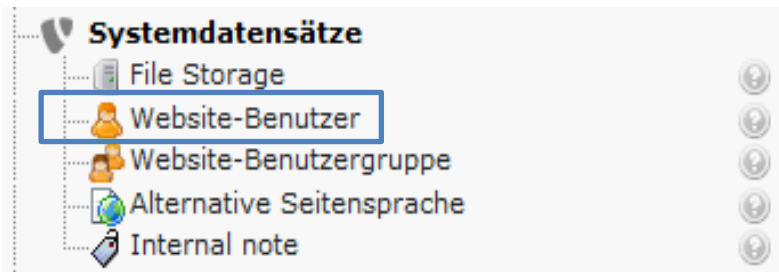 Systemdatensätze
File Storage
Website-Benutzer
Website-Benutzergruppe
Alternative Seitensprache
Internal note